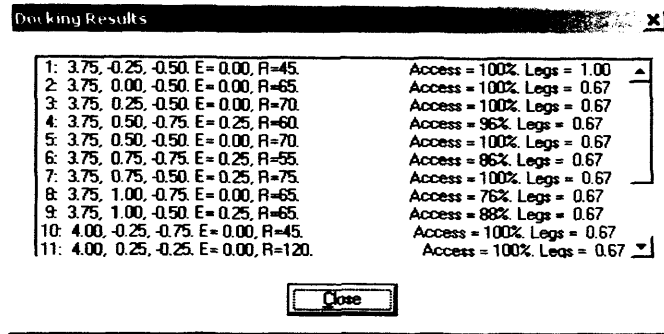 Docking Results
1: 3.75, -0.25, -0.50. E= 0.00, R=45. Access = 100%. Legs = 1.00
2: 3.75, 0.00, -0.50. E= 0.00, R=65. Access = 100%. Legs = 0.67
3: 3.75, 0.25, -0.50. E= 0.00, R=70. Access = 100%. Legs = 0.67
4: 3.75, 0.50, -0.75. E= 0.25, R=60. Access = 96%. Legs = 0.67
5: 3.75, 0.50, -0.50. E= 0.00, R=70. Access = 100%. Legs = 0.67
6: 3.75, 0.75, -0.75. E= 0.25, R=55. Access = 86%. Legs = 0.67
7: 3.75, 0.75, -0.50. E= 0.25, R=75. Access = 100%. Legs = 0.67
8: 3.75, 1.00, -0.75. E= 0.00, R=65. Access = 76%. Legs = 0.67
9: 3.75, 1.00, -0.50. E= 0.25, R=65. Access = 88%. Legs = 0.67
10: 4.00, -0.25, -0.75. E= 0.00, R=45. Access = 100%. Legs = 0.67
11: 4.00, 0.25, -0.25. E= 0.00, R=120. Access = 100%. Legs = 0.67
Close